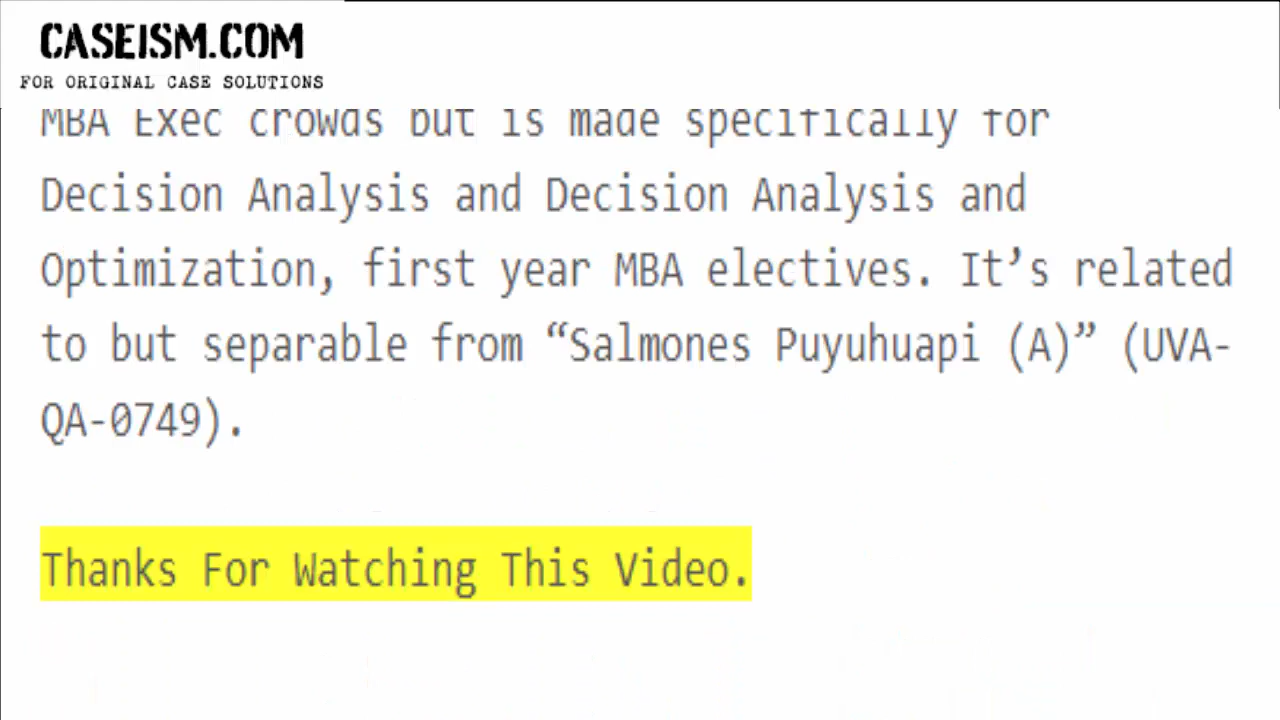 CASEISM.COM
FOR ORIGINAL CASE SOLUTIONS
MBA Exec crowds but is made specifically for
Decision Analysis and Decision Analysis and
Optimization, first year MBA electives. It’s related
to but separable from “Salmones Puyuhuapi (A)” (UVA-
QA-0749).
Thanks For Watching This Video.